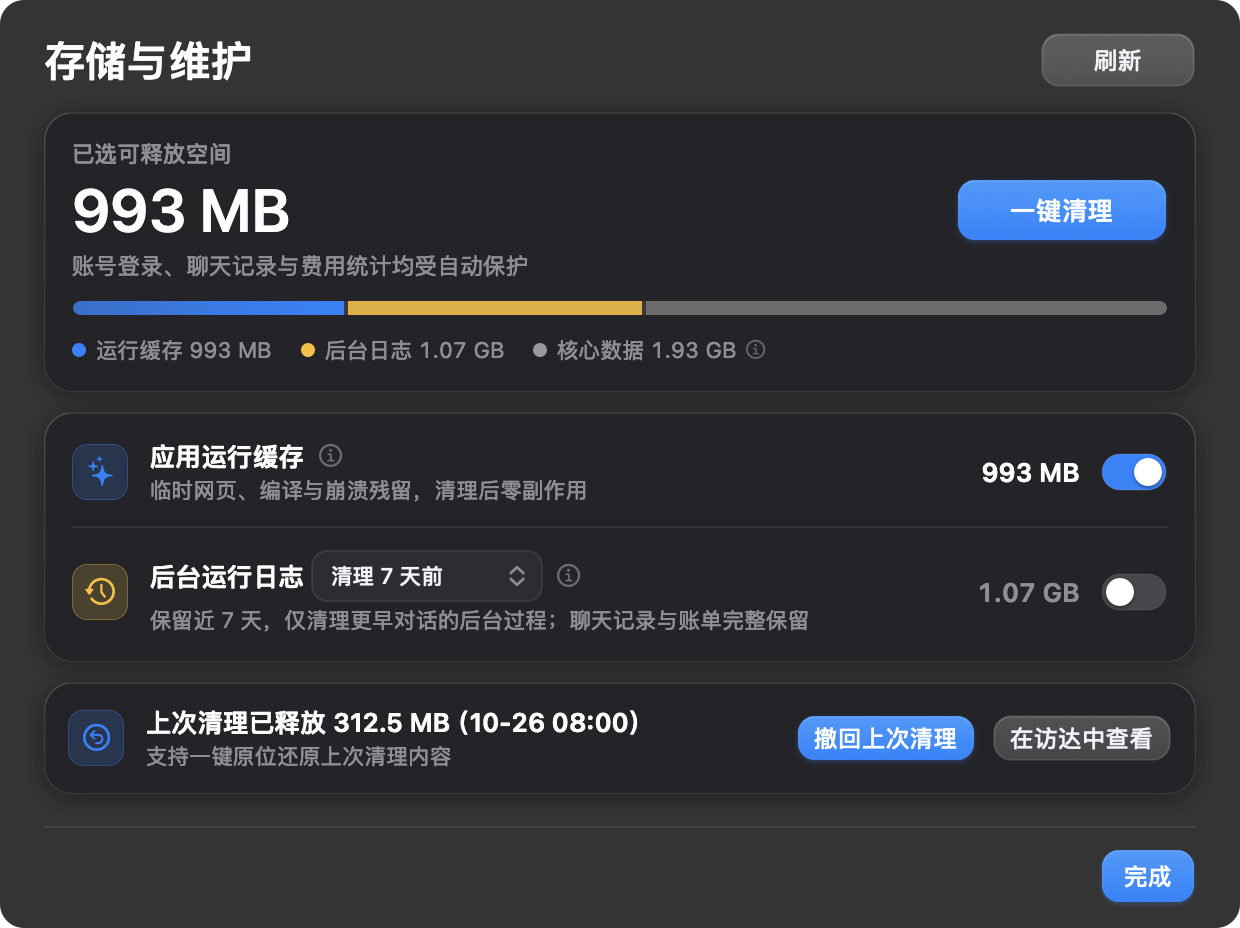 存储与维护
刷新
已选可释放空间
993 MB
一键清理
账号登录、聊天记录与费用统计均受自动保护
运行缓存 993 MB
后台日志 1.07 GB
核心数据 1.93 GB
应用运行缓存
临时网页、编译与崩溃残留，清理后零副作用
993 MB
后台运行日志
清理 7 天前
保留近 7 天，仅清理更早对话的后台过程；聊天记录与账单完整保留
1.07 GB
上次清理已释放 312.5 MB (10-26 08:00)
支持一键原位还原上次清理内容
撤回上次清理
在访达中查看
完成